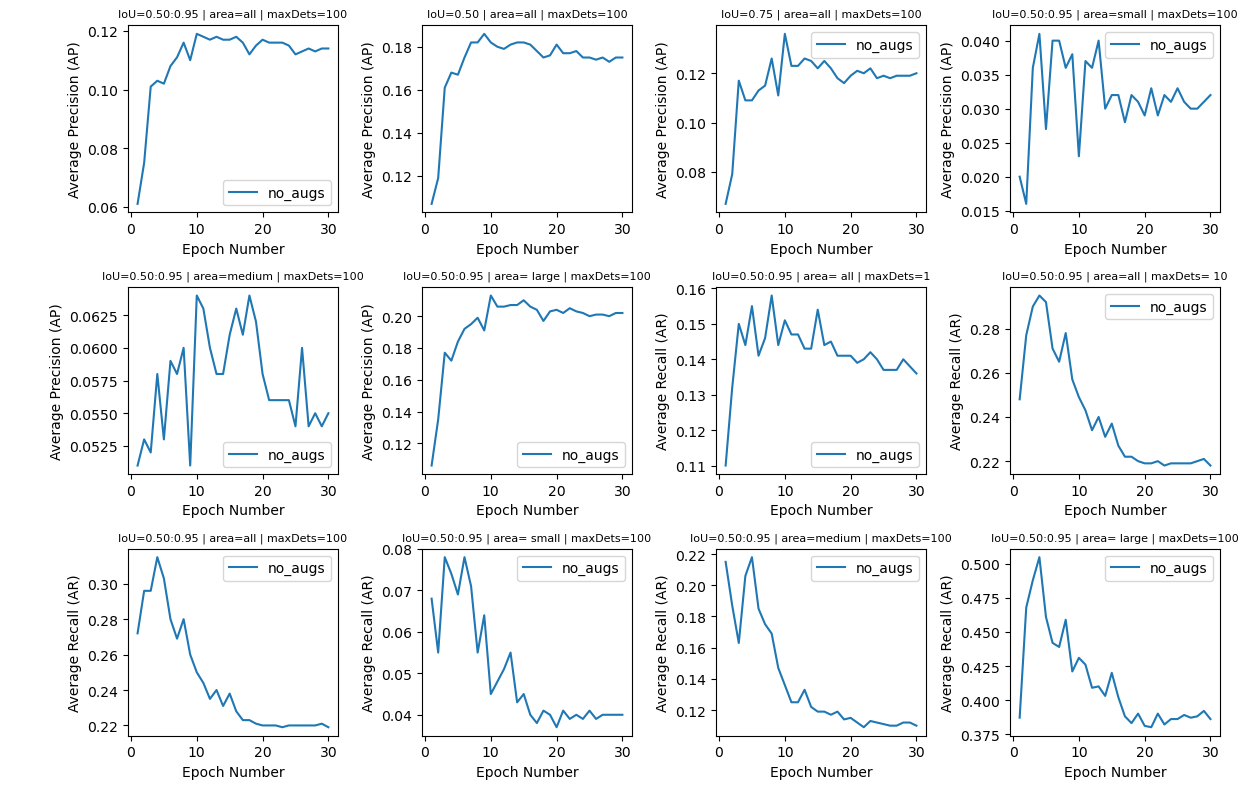 IoU=0.50:0.95 | area=all | maxDets=100
Average Precision (AP)
0.12
0.10
0.08
0.06
no_augs
0 10 20 30
Epoch Number
IoU=0.50 | area=all | maxDets=100
Average Precision (AP)
0.18
0.16
0.14
0.12
no_augs
0 10 20 30
Epoch Number
IoU=0.75 | area=all | maxDets=100
Average Precision (AP)
0.12
0.10
0.08
no_augs
0 10 20 30
Epoch Number
IoU=0.50:0.95 | area=small | maxDets=100
Average Precision (AP)
0.040
0.035
0.030
0.025
0.020
0.015
no_augs
0 10 20 30
Epoch Number
IoU=0.50:0.95 | area=medium | maxDets=100
Average Precision (AP)
0.0625
0.0600
0.0575
0.0550
0.0525
no_augs
0 10 20 30
Epoch Number
IoU=0.50:0.95 | area= large | maxDets=100
Average Precision (AP)
0.20
0.18
0.16
0.14
0.12
no_augs
0 10 20 30
Epoch Number
IoU=0.50:0.95 | area= all | maxDets=1
Average Recall (AR)
0.16
0.15
0.14
0.13
0.12
0.11
no_augs
0 10 20 30
Epoch Number
IoU=0.50:0.95 | area=all | maxDets= 10
Average Recall (AR)
0.28
0.26
0.24
0.22
no_augs
0 10 20 30
Epoch Number
IoU=0.50:0.95 | area=all | maxDets=100
Average Recall (AR)
0.30
0.28
0.26
0.24
0.22
no_augs
0 10 20 30
Epoch Number
IoU=0.50:0.95 | area= small | maxDets=100
Average Recall (AR)
0.08
0.07
0.06
0.05
0.04
no_augs
0 10 20 30
Epoch Number
IoU=0.50:0.95 | area=medium | maxDets=100
Average Recall (AR)
0.22
0.20
0.18
0.16
0.14
0.12
no_augs
0 10 20 30
Epoch Number
IoU=0.50:0.95 | area= large | maxDets=100
Average Recall (AR)
0.500
0.475
0.450
0.425
0.400
0.375
no_augs
0 10 20 30
Epoch Number